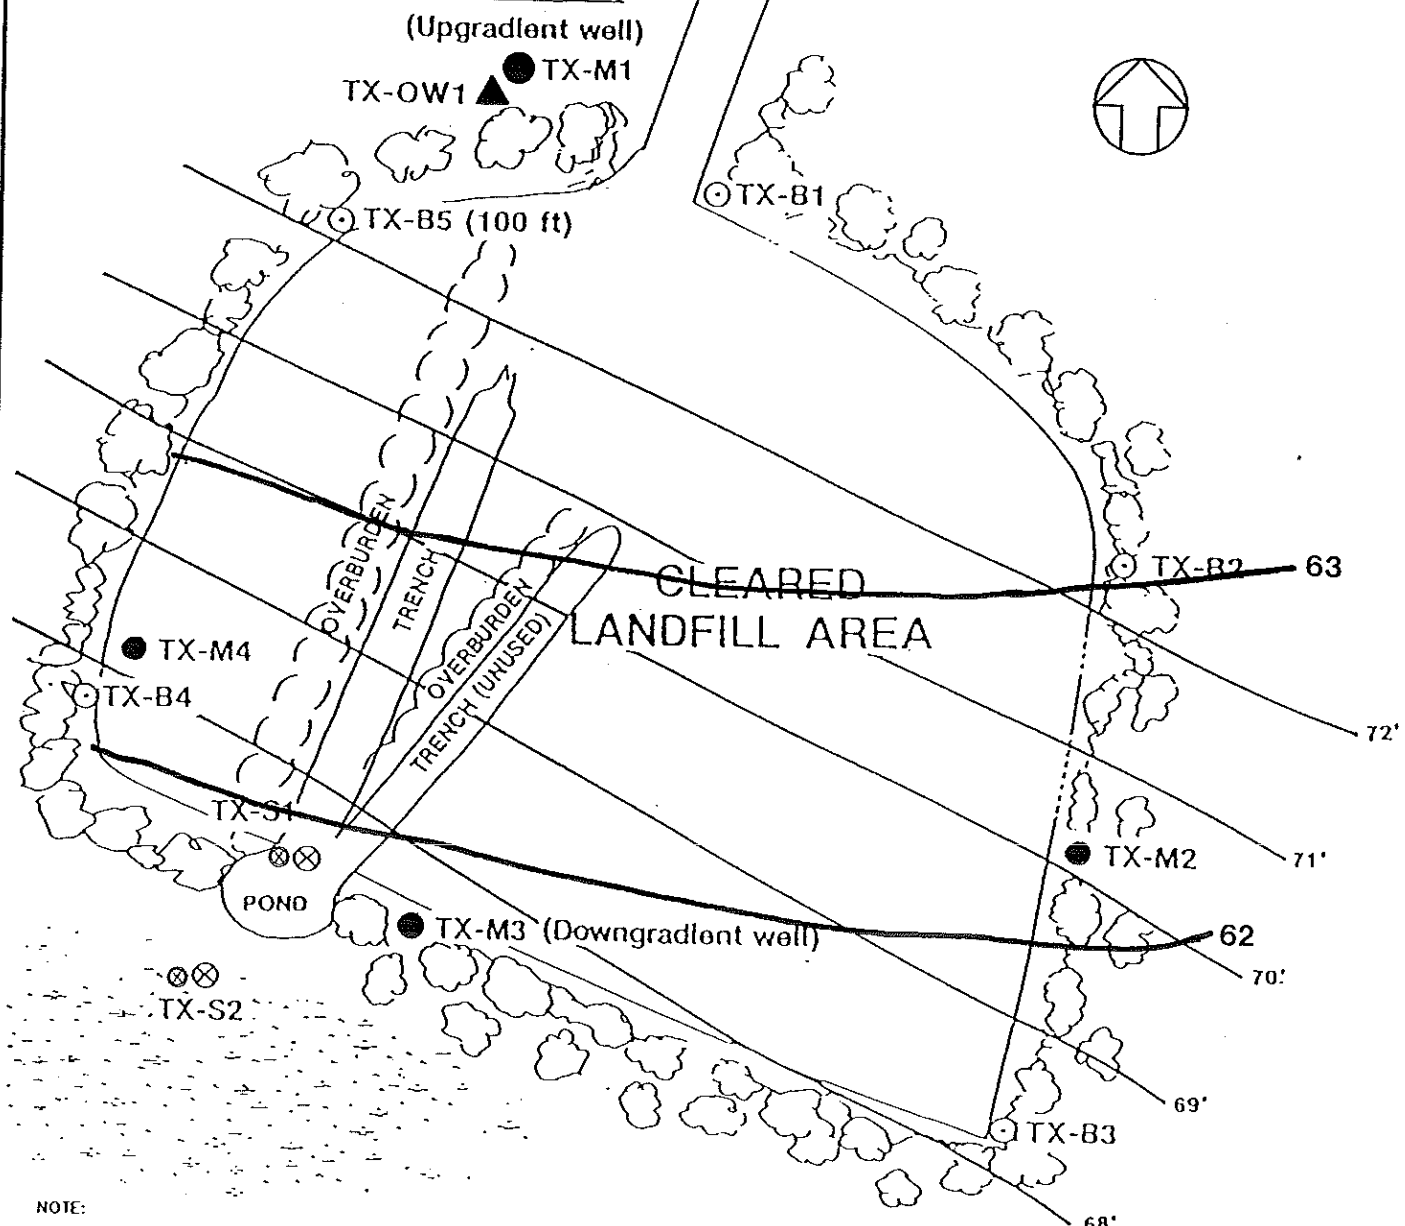 (Upgradient well)
TX-M1
TX-OW1
TX-B1
TX-B5 (100 ft)
OVERBURDEN
TRENCH
OVERBURDEN
TRENCH (UNUSED)
CLEARED
LANDFILL AREA
TX-B2
63
TX-M4
TX-B4
72'
TX-S1
71'
TX-M2
POND
TX-M3 (Downgradient well)
62
70'
TX-S2
69'
TX-B3
NOTE:
68'